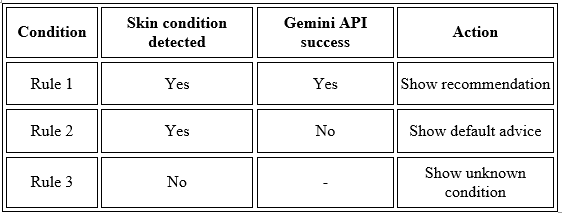 Condition
Skin condition
detected
Gemini API
success
Action
Rule 1
Yes
Yes
Show recommendation
Rule 2
Yes
No
Show default advice
Rule 3
No
-
Show unknown
condition